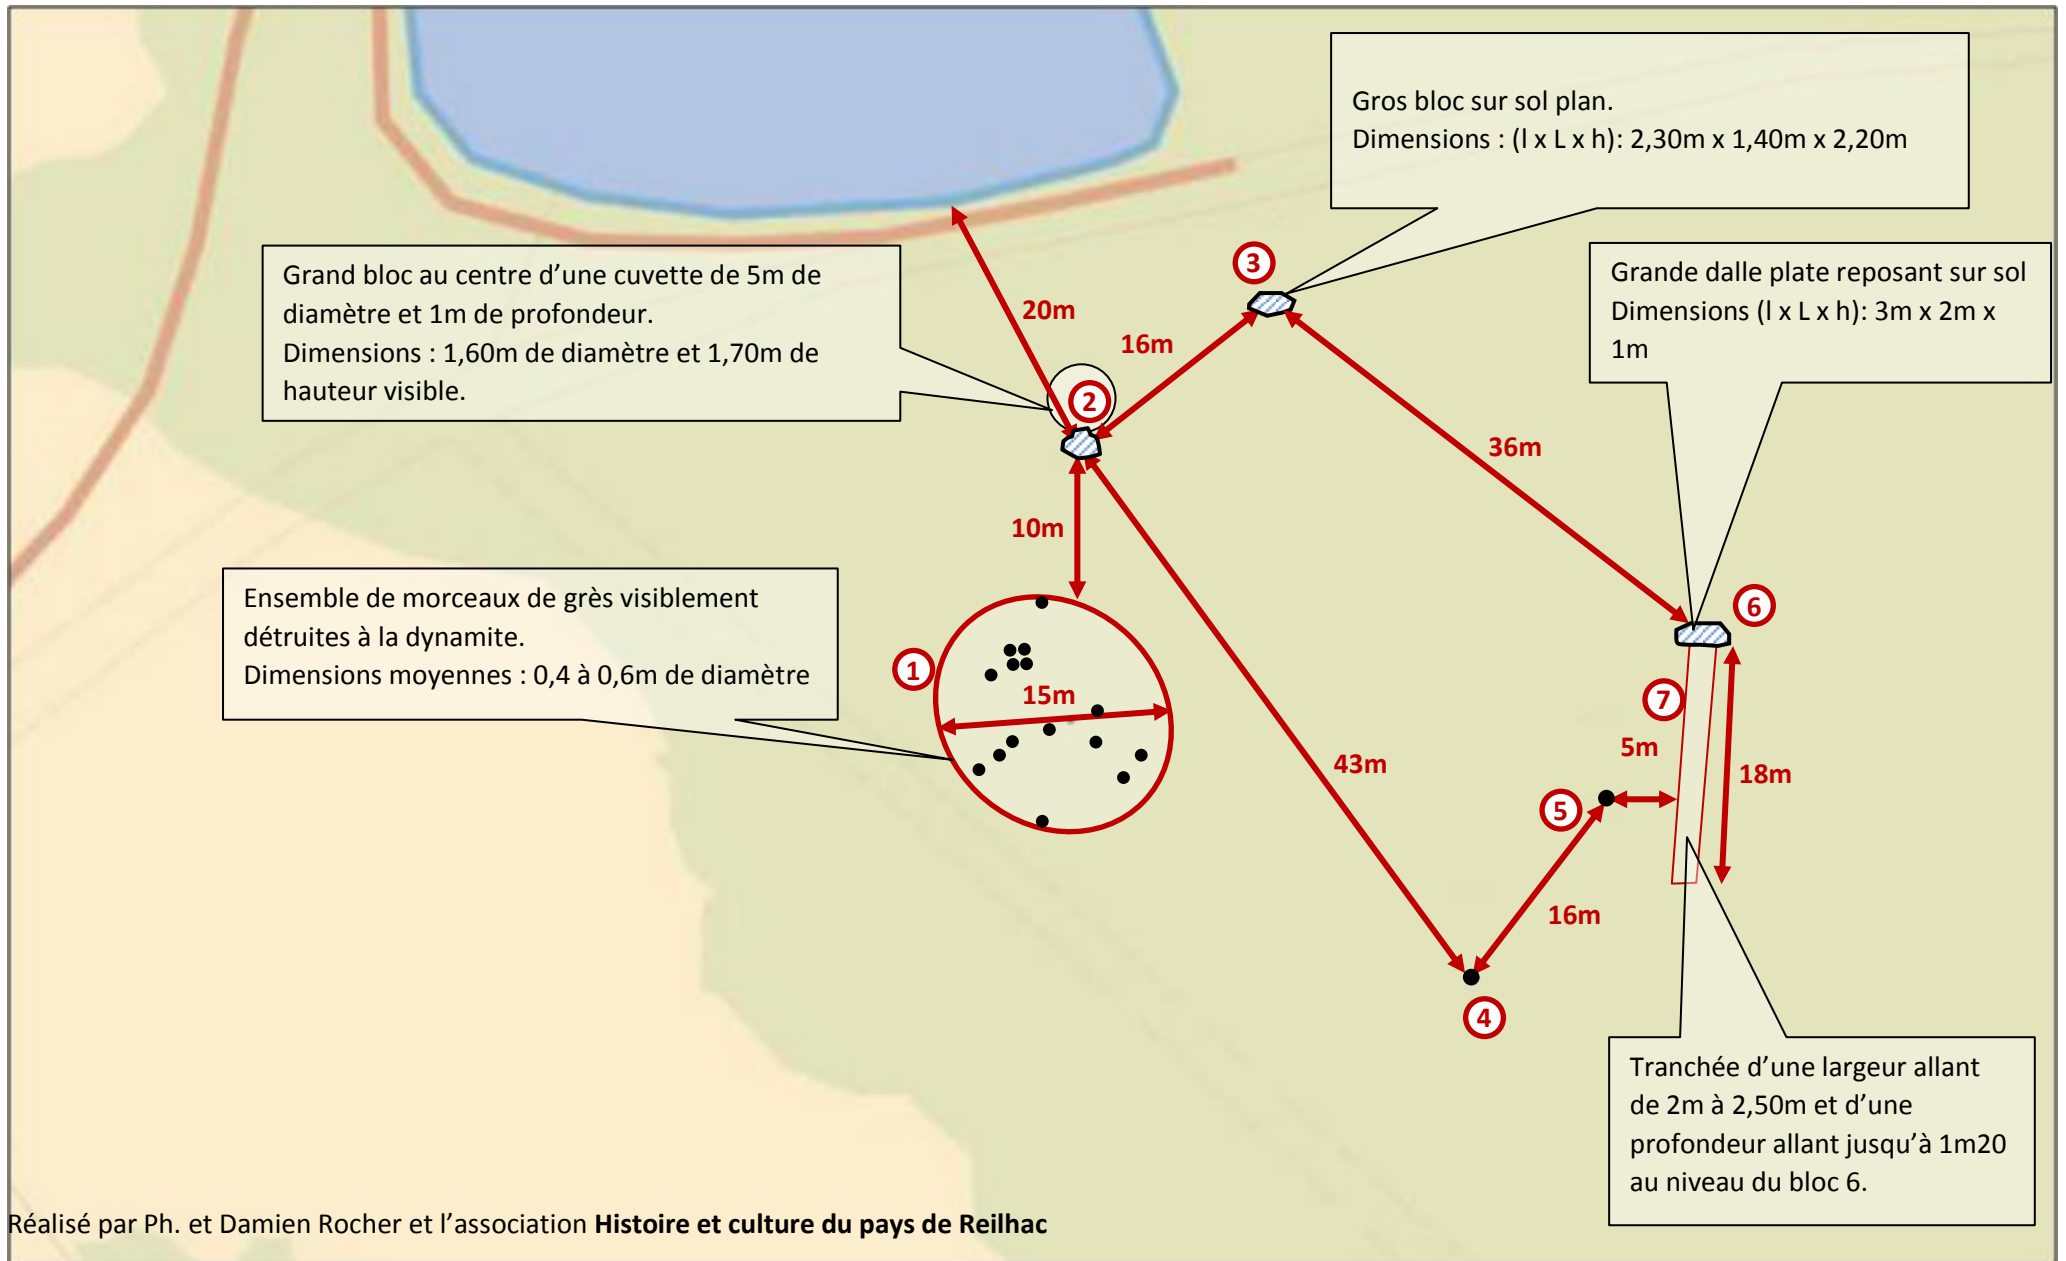 Gros bloc sur sol plan.
Dimensions : (l x L x h): 2,30m x 1,40m x 2,20m
Grand bloc au centre d’une cuvette de 5m de
diamètre et 1m de profondeur.
Dimensions : 1,60m de diamètre et 1,70m de
hauteur visible.
3
Grande dalle plate reposant sur sol
Dimensions (l x L x h): 3m x 2m x
1m
20m
16m
2
36m
10m
Ensemble de morceaux de grès visiblement
détruites à la dynamite.
Dimensions moyennes : 0,4 à 0,6m de diamètre
6
1
15m
7
5m
43m
18m
5
16m
4
Tranchée d’une largeur allant
de 2m à 2,50m et d’une
profondeur allant jusqu’à 1m20
au niveau du bloc 6.
Réalisé par Ph. et Damien Rocher et l’association Histoire et culture du pays de Reilhac